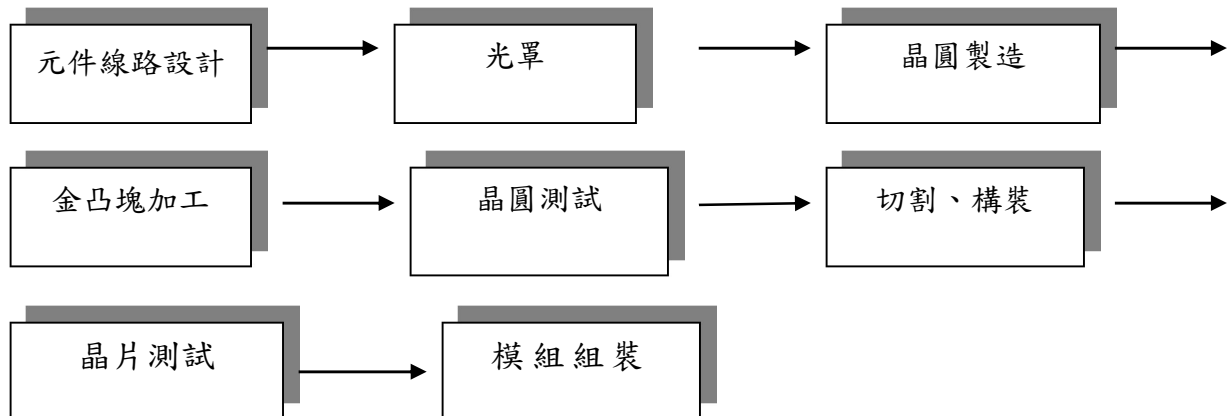 元件線路設計
光罩
晶圓製造
金凸塊加工
晶圓測試
切割、構裝
晶片測試
模組組裝